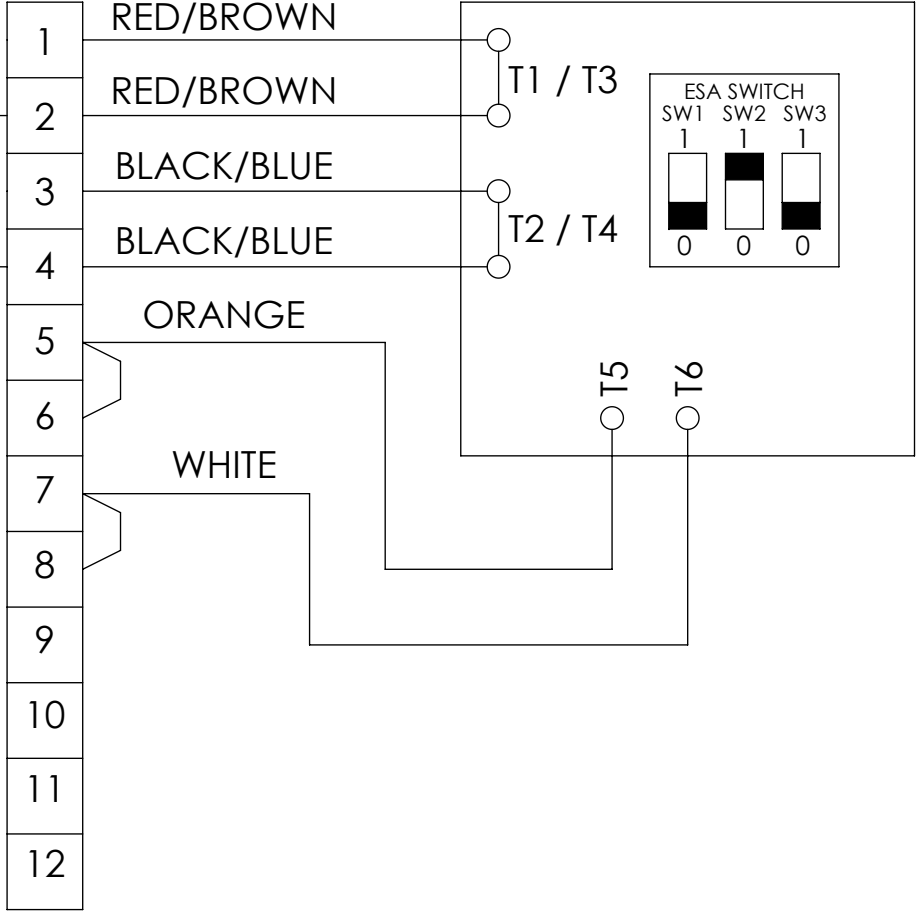 1
RED/BROWN
2
RED/BROWN
T1 / T3
3
BLACK/BLUE
4
BLACK/BLUE
T2 / T4
ESA SWITCH
SW1 SW2 SW3
1 1 1
0 0 0
5
ORANGE
6
T5
T6
7
WHITE
8
9
10
11
12